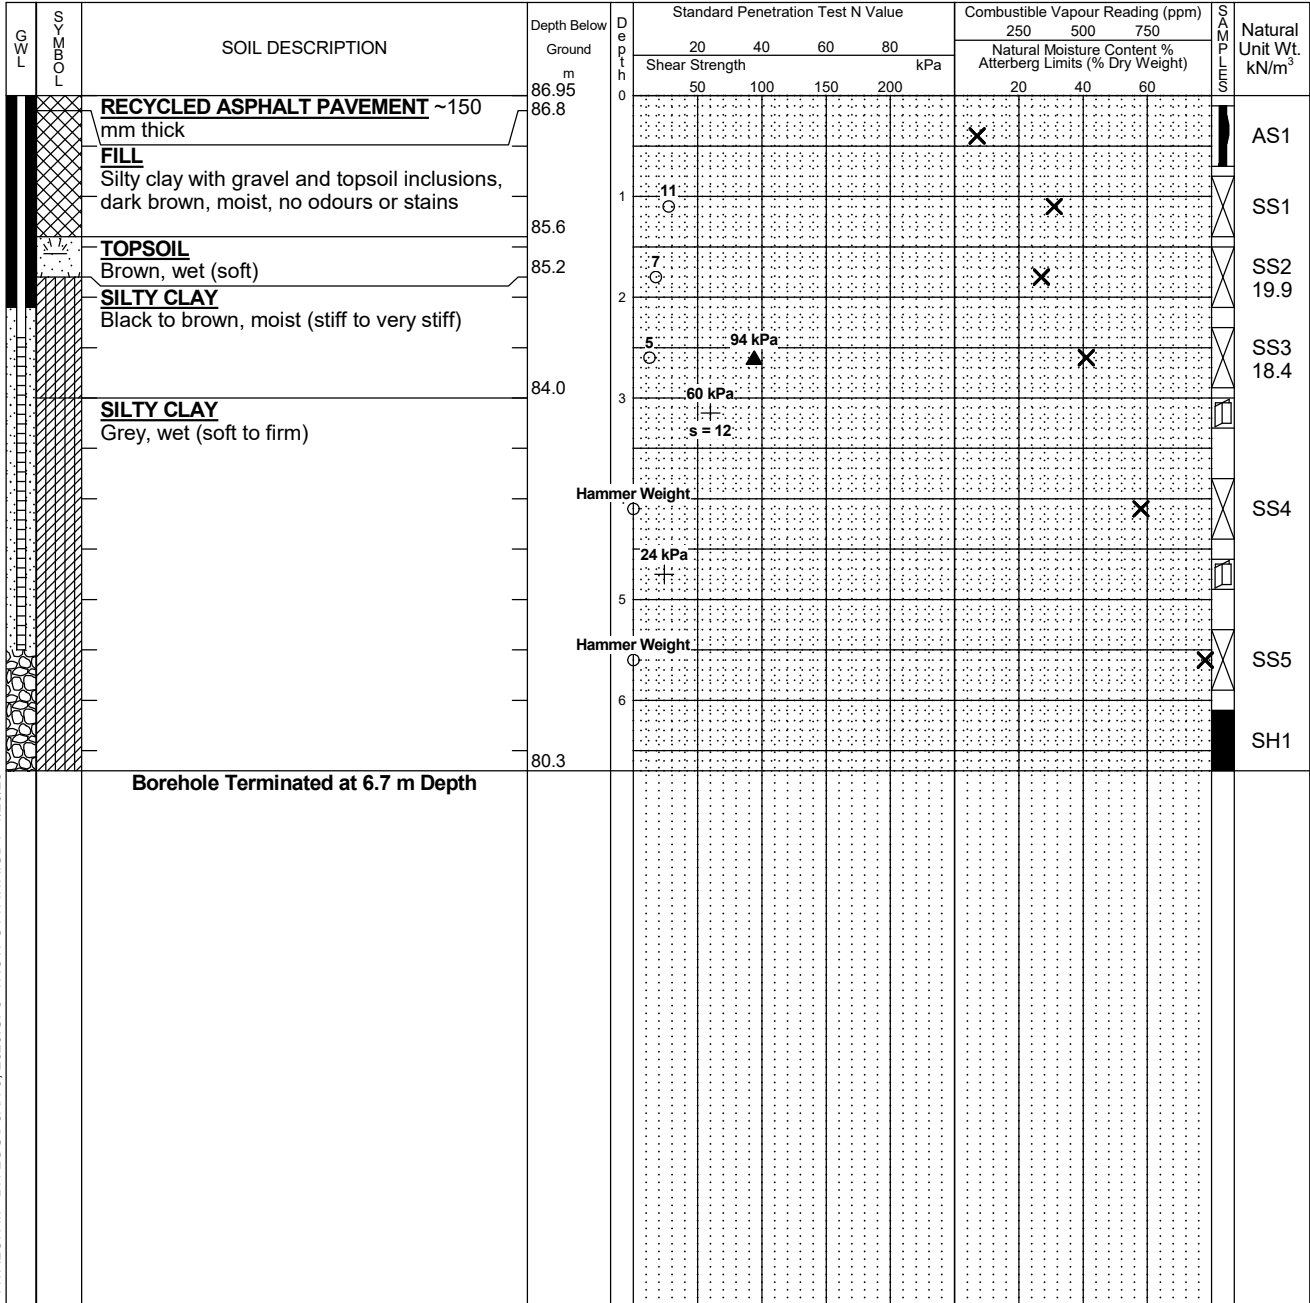 GWL
SYMBOL
SOIL DESCRIPTION
Depth Below
Ground
m
Depth
Standard Penetration Test N Value
20 40 60 80
Shear Strength kPa
50 100 150 200
Combustible Vapour Reading (ppm)
250 500 750
Natural Moisture Content %
Atterberg Limits (% Dry Weight)
20 40 60
SAMPLES
Natural
Unit Wt.
kN/m³
86.95
0
RECYCLED ASPHALT PAVEMENT ~150
mm thick
86.8
AS1
FILL
Silty clay with gravel and topsoil inclusions,
dark brown, moist, no odours or stains
1
11
SS1
85.6
TOPSOIL
Brown, wet (soft)
85.2
7
SS2
19.9
SILTY CLAY
Black to brown, moist (stiff to very stiff)
2
5
94 kPa
SS3
18.4
84.0
3
SILTY CLAY
Grey, wet (soft to firm)
60 kPa
s = 12
Hammer Weight
SS4
24 kPa
5
Hammer Weight
SS5
6
SH1
80.3
Borehole Terminated at 6.7 m Depth